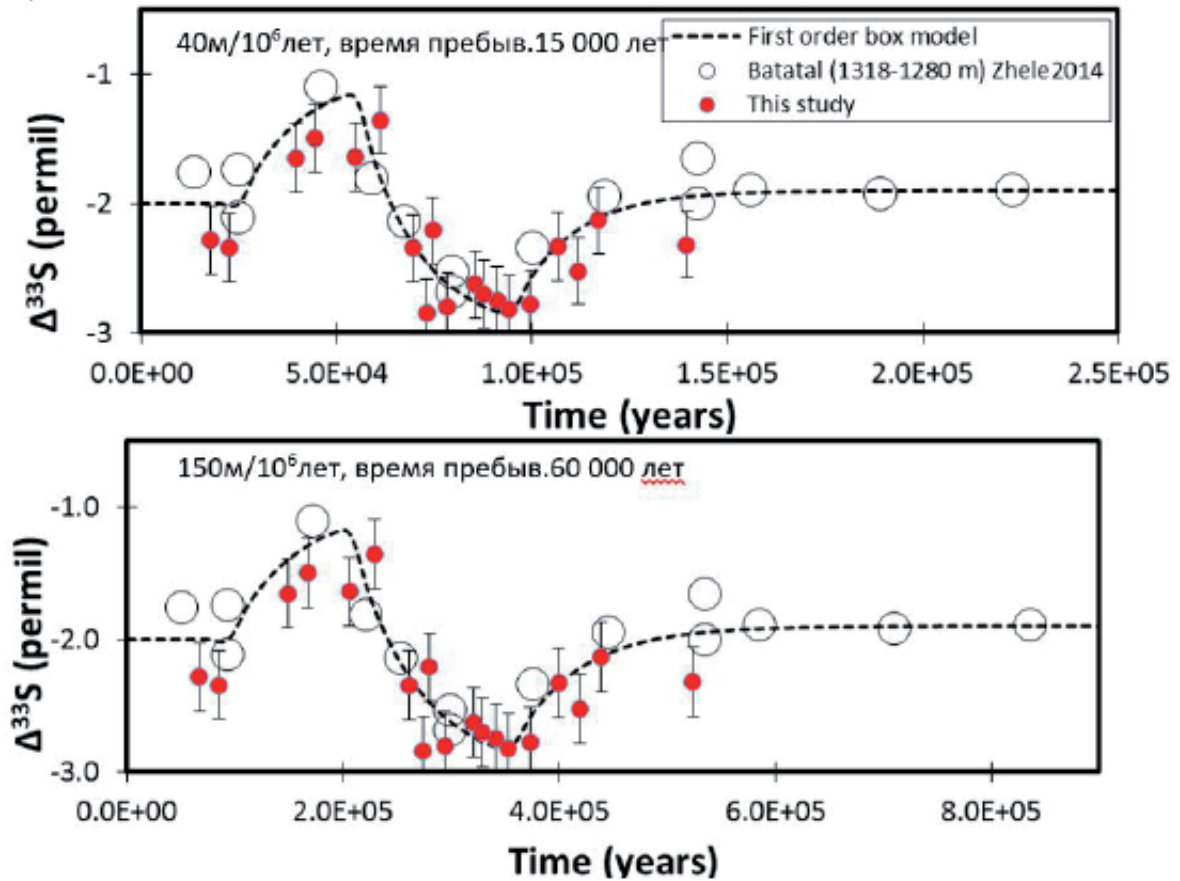 40м/10⁶лет, время пребыв.15 000 лет
First order box model
Batatal (1318-1280 m) Zhele2014
This study
-1
-2
-3
Δ³³S (permil)
0.0E+00 5.0E+04 1.0E+05 1.5E+05 2.0E+05 2.5E+05
Time (years)
150м/10⁶лет, время пребыв.60 000 лет
-1.0
-2.0
-3.0
Δ³³S (permil)
0.0E+00 2.0E+05 4.0E+05 6.0E+05 8.0E+05
Time (years)